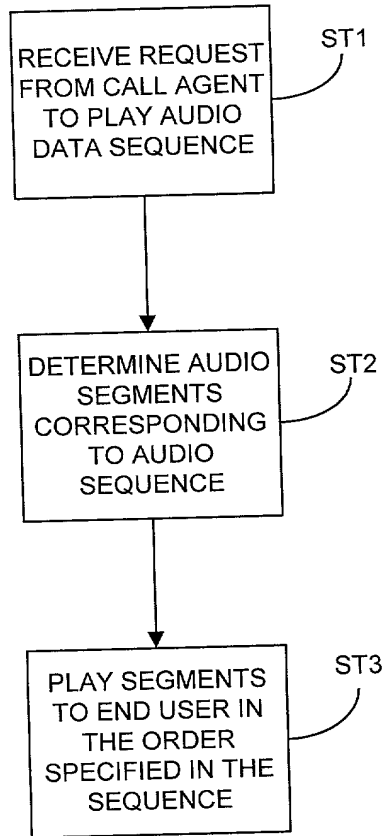 RECEIVE REQUEST
FROM CALL AGENT
TO PLAY AUDIO
DATA SEQUENCE
ST1
DETERMINE AUDIO
SEGMENTS
CORRESPONDING
TO AUDIO
SEQUENCE
ST2
PLAY SEGMENTS
TO END USER IN
THE ORDER
SPECIFIED IN THE
SEQUENCE
ST3